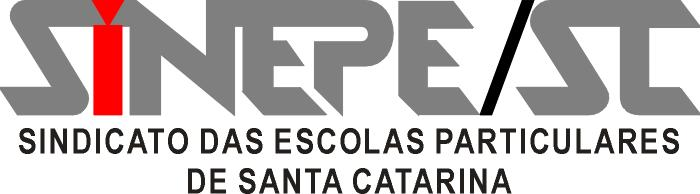 SINEPE/SC
SINDICATO DAS ESCOLAS PARTICULARES
DE SANTA CATARINA